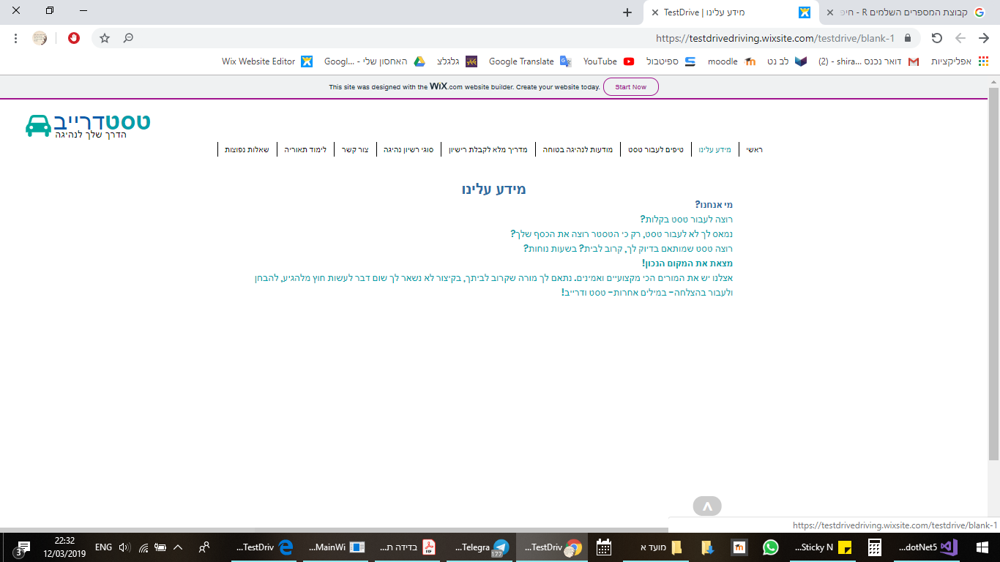 קבוצת המספרים השלמים R - חיפ
מידע עלינו | TestDrive
https://testdrivedriving.wixsite.com/testdrive/blank-1
אפליקציות
דואר נכנס (2) - shira...
לב נט
moodle
ספיטבול
YouTube
Google Translate
גלגלצ
האחסון שלי - Googl...
Wix Website Editor
This site was designed with the WiX.com website builder. Create your website today. Start Now
טסטדרייב
הדרך שלך לנהיגה
ראשי
מידע עלינו
טיפים לעבור טסט
מודעות לנהיגה בטוחה
מדריך מלא לקבלת רישיון
סוגי רשיון נהיגה
צור קשר
לימוד תאוריה
שאלות נפוצות
מידע עלינו
מי אנחנו?
רוצה לעבור טסט בקלות?
נמאס לך לא לעבור טסט, רק כי הטסטר רוצה את הכסף שלך?
רוצה טסט שמותאם בדיוק לך, קרוב לבית? בשעות נוחות?
מצאת את המקום הנכון!
אצלנו יש את המורים הכי מקצועיים ואמינים. נתאם לך מורה שקרוב לביתך, בקיצור לא נשאר לך שום דבר לעשות חוץ מלהגיע, להבחן
ולעבור בהצלחה- במילים אחרות- טסט ודרייב!
https://testdrivedriving.wixsite.com/testdrive/blank-1
dotNet5...
Sticky N...
מועד א
TestDriv...
Telegra...
177
בדידה ת...
MainWi...
TestDriv...
ENG
22:32
12/03/2019
3